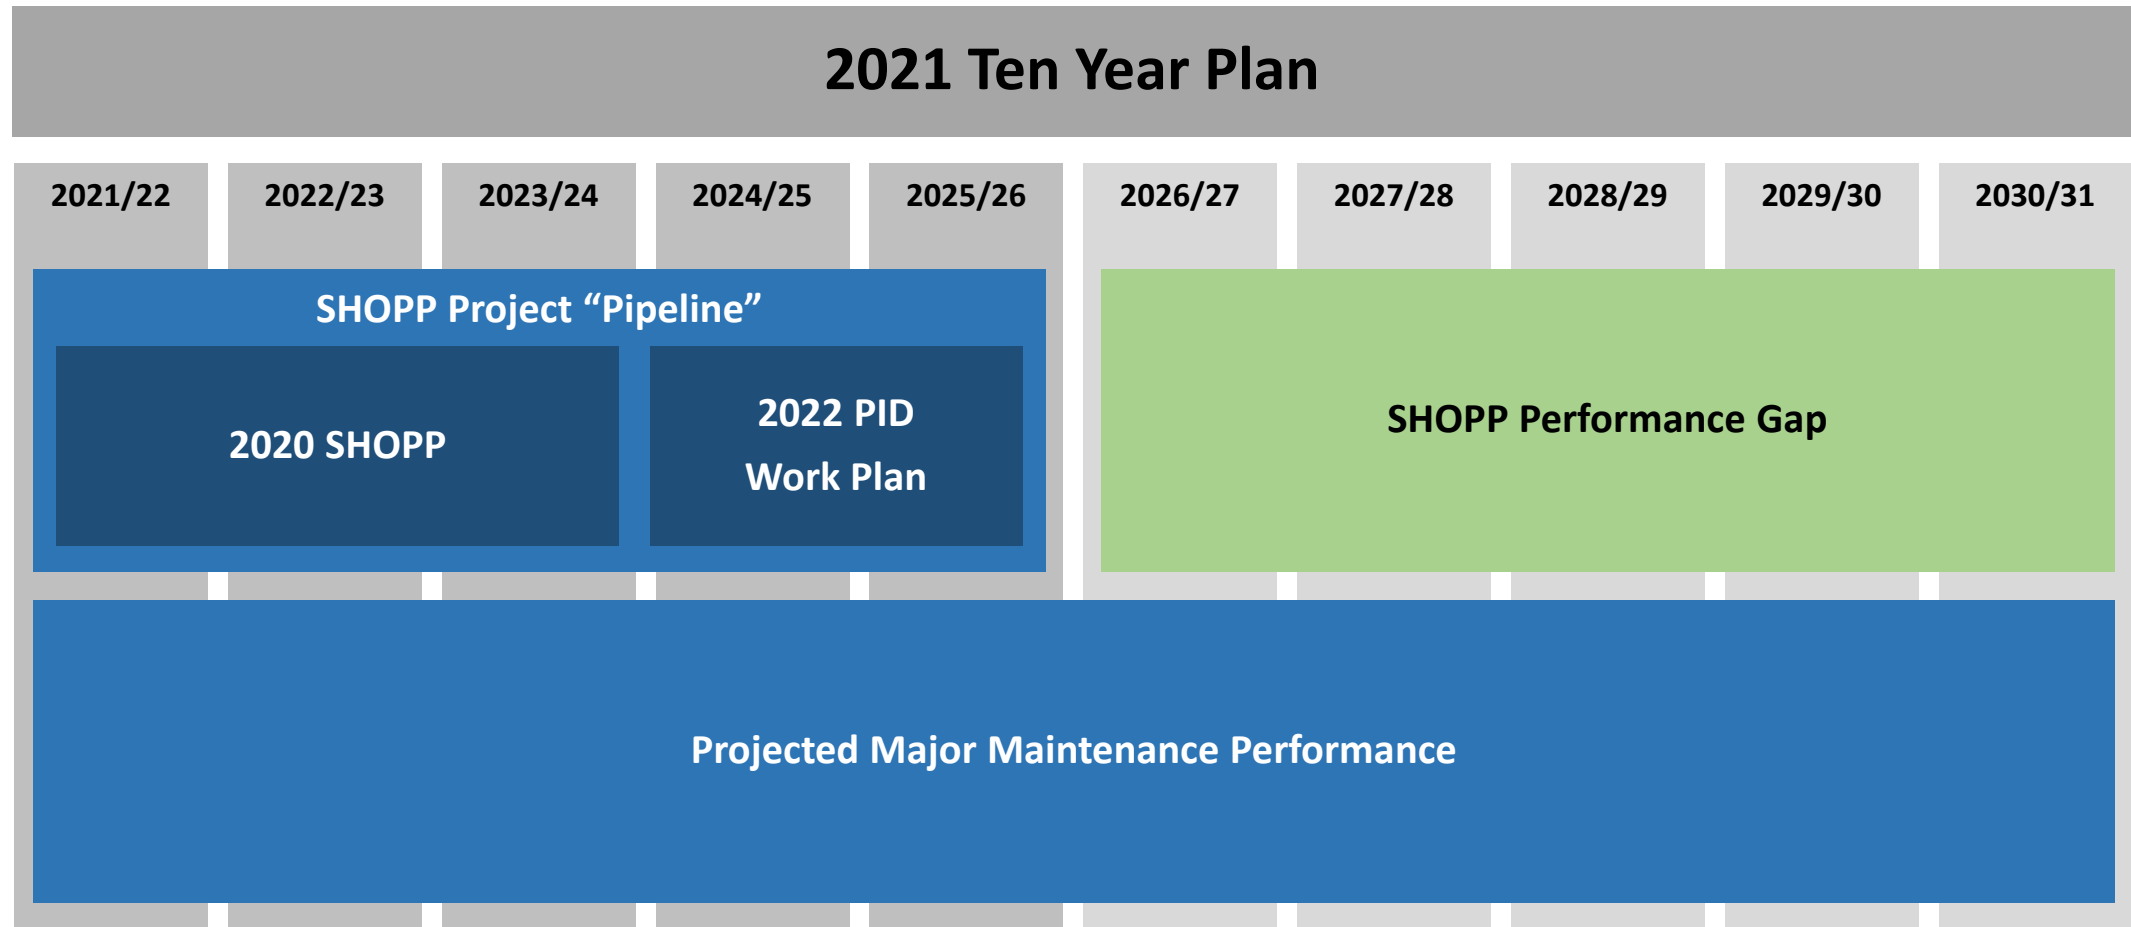 2021 Ten Year Plan
2021/22 2022/23 2023/24 2024/25 2025/26 2026/27 2027/28 2028/29 2029/30 2030/31
SHOPP Project “Pipeline”
2020 SHOPP
2022 PID
Work Plan
SHOPP Performance Gap
Projected Major Maintenance Performance